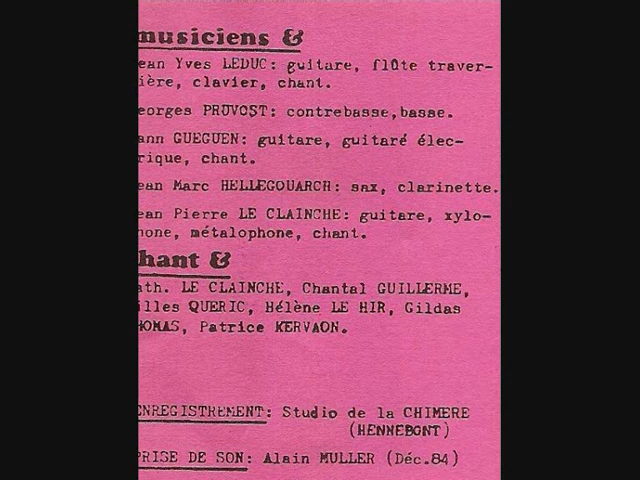 musiciens &
ean Yves LEDUC: guitare, flûte traver-
ière, clavier, chant.
eorges PRUVOST: contrebasse,basse.
ann GUEGUEN: guitare, guitaré élec-
rique, chant.
ean Marc HELLEGOUARCH: sax, clarinette.
ean Pierre LE CLAINCHE: guitare, xylo-
hone, métalophone, chant.
hant &
ath. LE CLAINCHE, Chantal GUILLERME,
illes QUERIC, Hélène LE HIR, Gildas
HOMAS, Patrice KERVAON.
ENREGISTREMENT: Studio de la CHIMERE
(HENNEBONT)
PRISE DE SON: Alain MULLER (Déc.84)